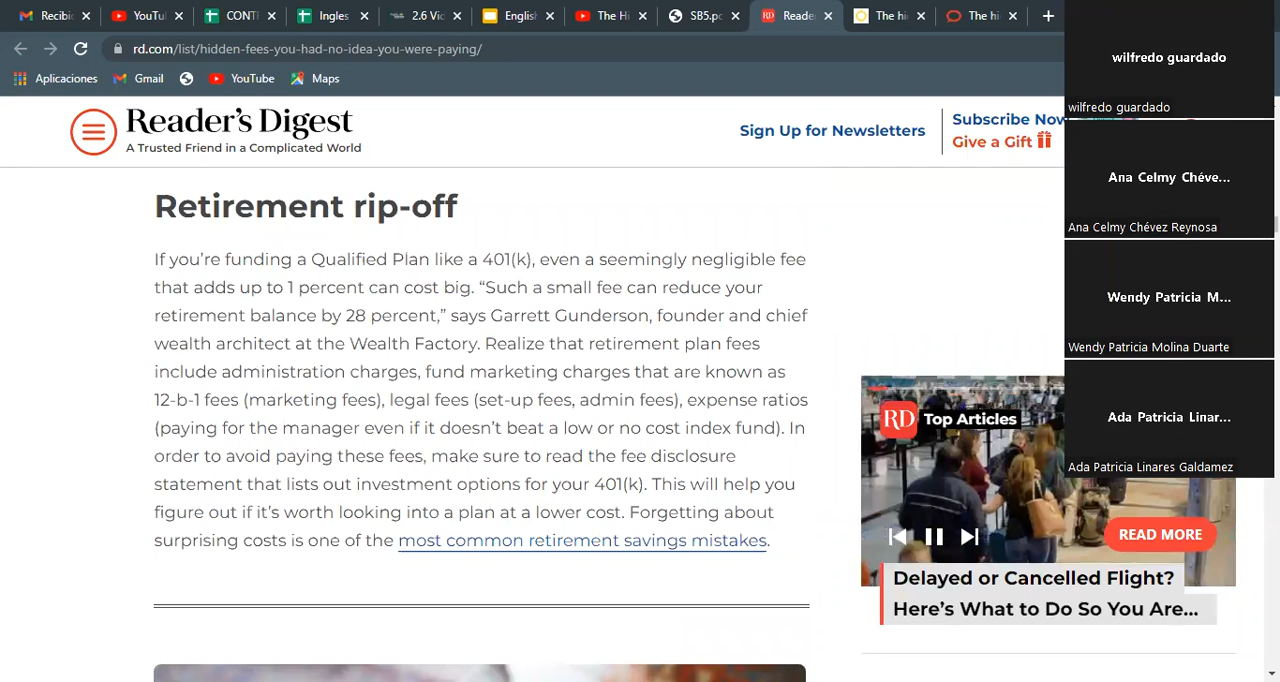 Recibic
YouTu
CONTI
Ingles
2.6 Vic
English
The Hi
SB5.pc
Reade
The hi
The hi
rd.com/list/hidden-fees-you-had-no-idea-you-were-paying/
Aplicaciones
Gmail
YouTube
Maps
Reader's Digest
A Trusted Friend in a Complicated World
Sign Up for Newsletters
Subscribe Now
Give a Gift
Retirement rip-off
If you're funding a Qualified Plan like a 401(k), even a seemingly negligible fee
that adds up to 1 percent can cost big. “Such a small fee can reduce your
retirement balance by 28 percent,” says Garrett Gunderson, founder and chief
wealth architect at the Wealth Factory. Realize that retirement plan fees
include administration charges, fund marketing charges that are known as
12-b-1 fees (marketing fees), legal fees (set-up fees, admin fees), expense ratios
(paying for the manager even if it doesn't beat a low or no cost index fund). In
order to avoid paying these fees, make sure to read the fee disclosure
statement that lists out investment options for your 401(k). This will help you
figure out if it's worth looking into a plan at a lower cost. Forgetting about
surprising costs is one of the most common retirement savings mistakes.
RD Top Articles
READ MORE
Delayed or Cancelled Flight?
Here's What to Do So You Are...
wilfredo guardado
wilfredo guardado
Ana Celmy Chéve...
Ana Celmy Chévez Reynosa
Wendy Patricia M...
Wendy Patricia Molina Duarte
Ada Patricia Linar...
Ada Patricia Linares Galdamez